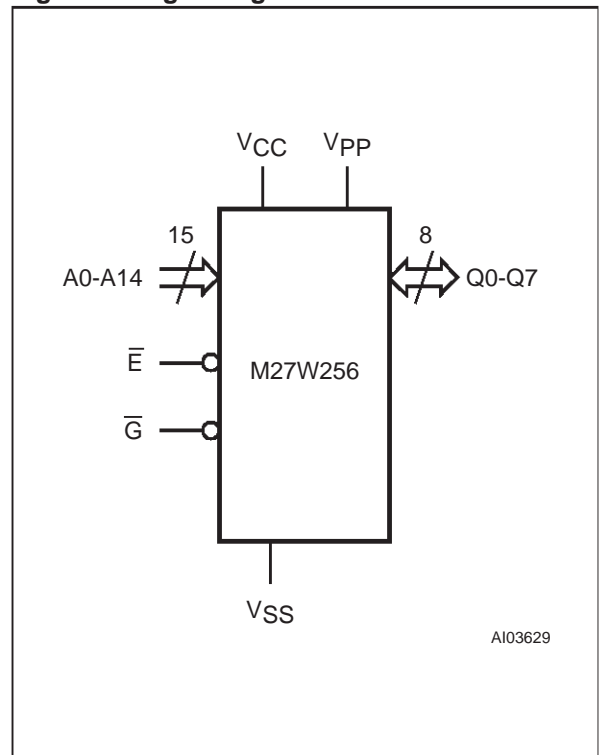 VCC VPP
15 8
A0-A14 Q0-Q7
E̅ M27W256
G̅
VSS
AI03629